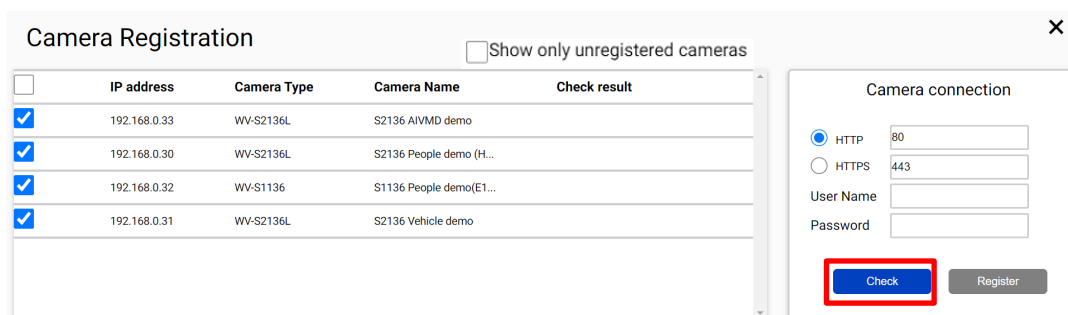 Camera Registration
Show only unregistered cameras
IP address Camera Type Camera Name Check result
192.168.0.33 WV-S2136L S2136 AIVMD demo
192.168.0.30 WV-S2136L S2136 People demo (H...
192.168.0.32 WV-S1136 S1136 People demo(E1...
192.168.0.31 WV-S2136L S2136 Vehicle demo
Camera connection
HTTP 80
HTTPS 443
User Name
Password
Check Register